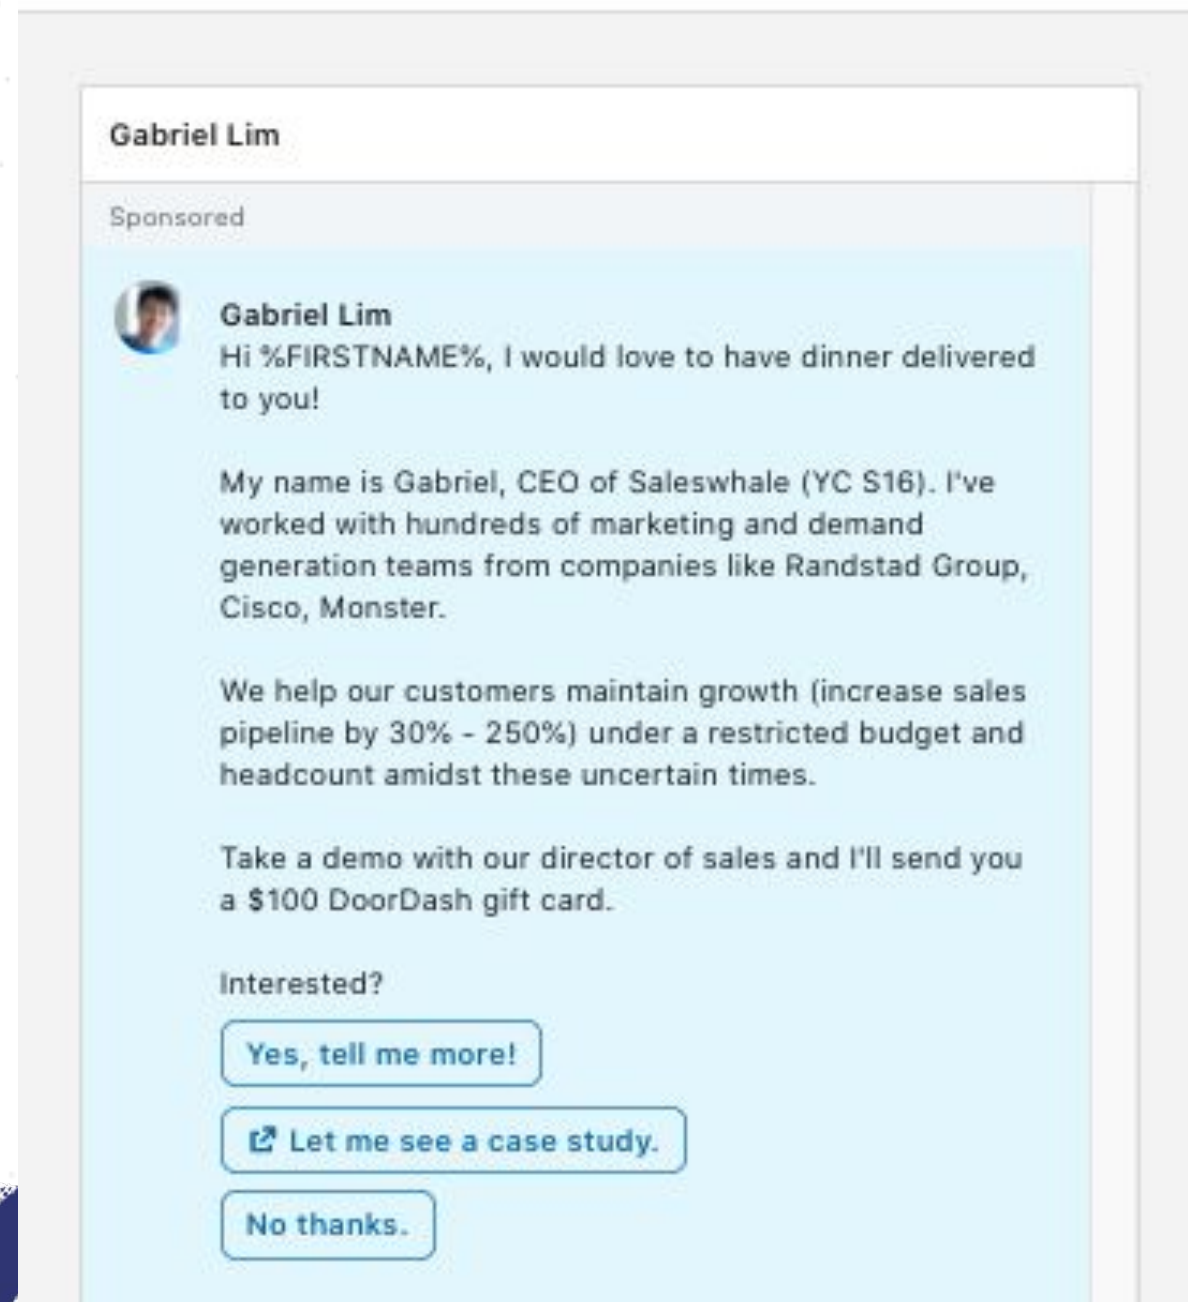 Gabriel Lim
Sponsored
Gabriel Lim
Hi %FIRSTNAME%, I would love to have dinner delivered
to you!
My name is Gabriel, CEO of Saleswhale (YC S16). I've
worked with hundreds of marketing and demand
generation teams from companies like Randstad Group,
Cisco, Monster.
We help our customers maintain growth (increase sales
pipeline by 30% - 250%) under a restricted budget and
headcount amidst these uncertain times.
Take a demo with our director of sales and I'll send you
a $100 DoorDash gift card.
Interested?
Yes, tell me more!
Let me see a case study.
No thanks.